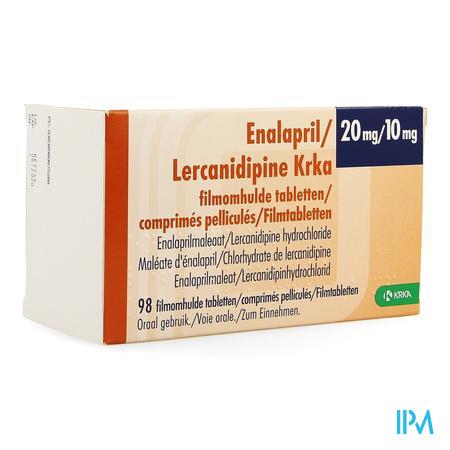 Enalapril/
Lercanidipine Krka
20 mg/10 mg
filmomhulde tabletten/
comprimés pelliculés/Filmtabletten
Enalaprilmaleaat/Lercanidipine hydrochloride
Maléate d'énalapril/Chlorhydrate de lercanidipine
Enalaprilmaleat/Lercanidipinhydrochlorid
98 filmomhulde tabletten/comprimés pelliculés/Filmtabletten
Oraal gebruik./Voie orale./Zum Einnehmen.
KRKA
IPM